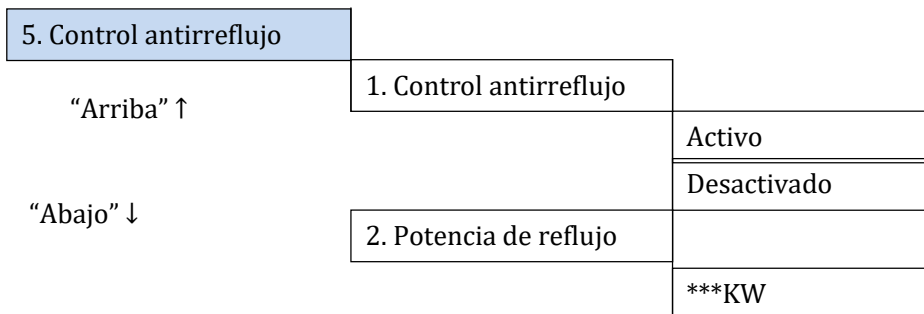 5. Control antirreflujo
1. Control antirreflujo
“Arriba” ↑
Activo
Desactivado
“Abajo” ↓
2. Potencia de reflujo
***KW